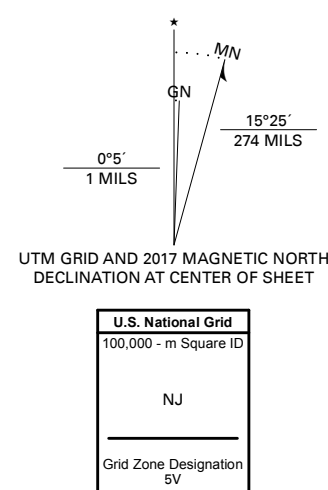 ★
MN
GN
15°25´
274 MILS
0°5´
1 MILS
UTM GRID AND 2017 MAGNETIC NORTH
DECLINATION AT CENTER OF SHEET
U.S. National Grid
100,000 - m Square ID
NJ
Grid Zone Designation
5V